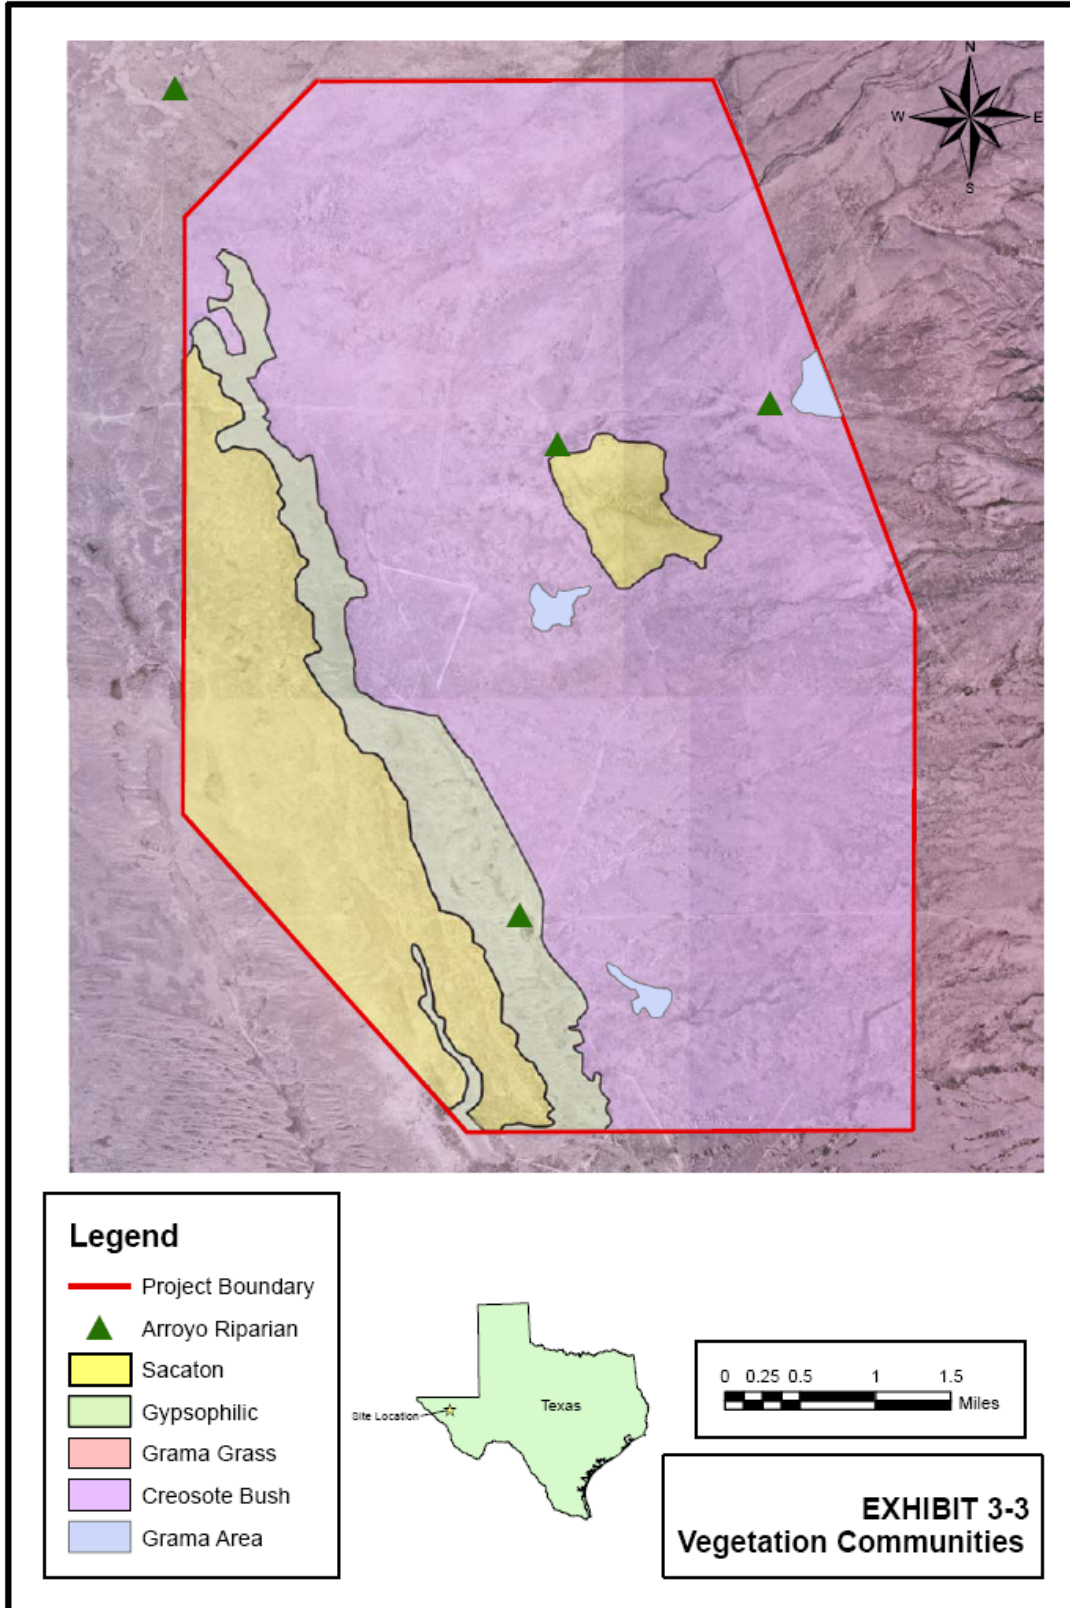 N
W E
S
Legend
Project Boundary
Arroyo Riparian
Sacaton
Gypsophilic
Grama Grass
Creosote Bush
Grama Area
Site Location
Texas
0 0.25 0.5 1 1.5
Miles
EXHIBIT 3-3
Vegetation Communities